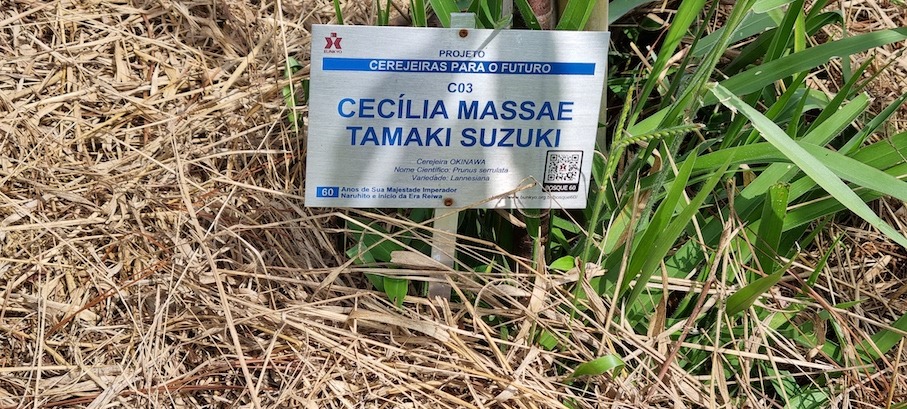 BUNKYO
PROJETO
CEREJEIRAS PARA O FUTURO
C03
CECÍLIA MASSAE
TAMAKI SUZUKI
Cerejeira OKINAWA
Nome Científico: Prunus serrulata
Variedade: Lannesiana
BOSQUE 60
60 Anos de Sua Majestade Imperador
Naruhito e início da Era Reiwa